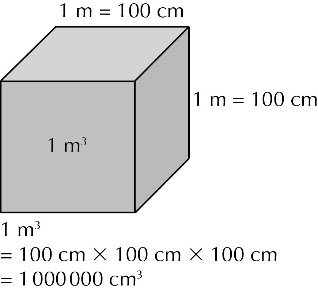 1 m = 100 cm
1 m = 100 cm
1 m³
1 m³
= 100 cm × 100 cm × 100 cm
= 1 000 000 cm³